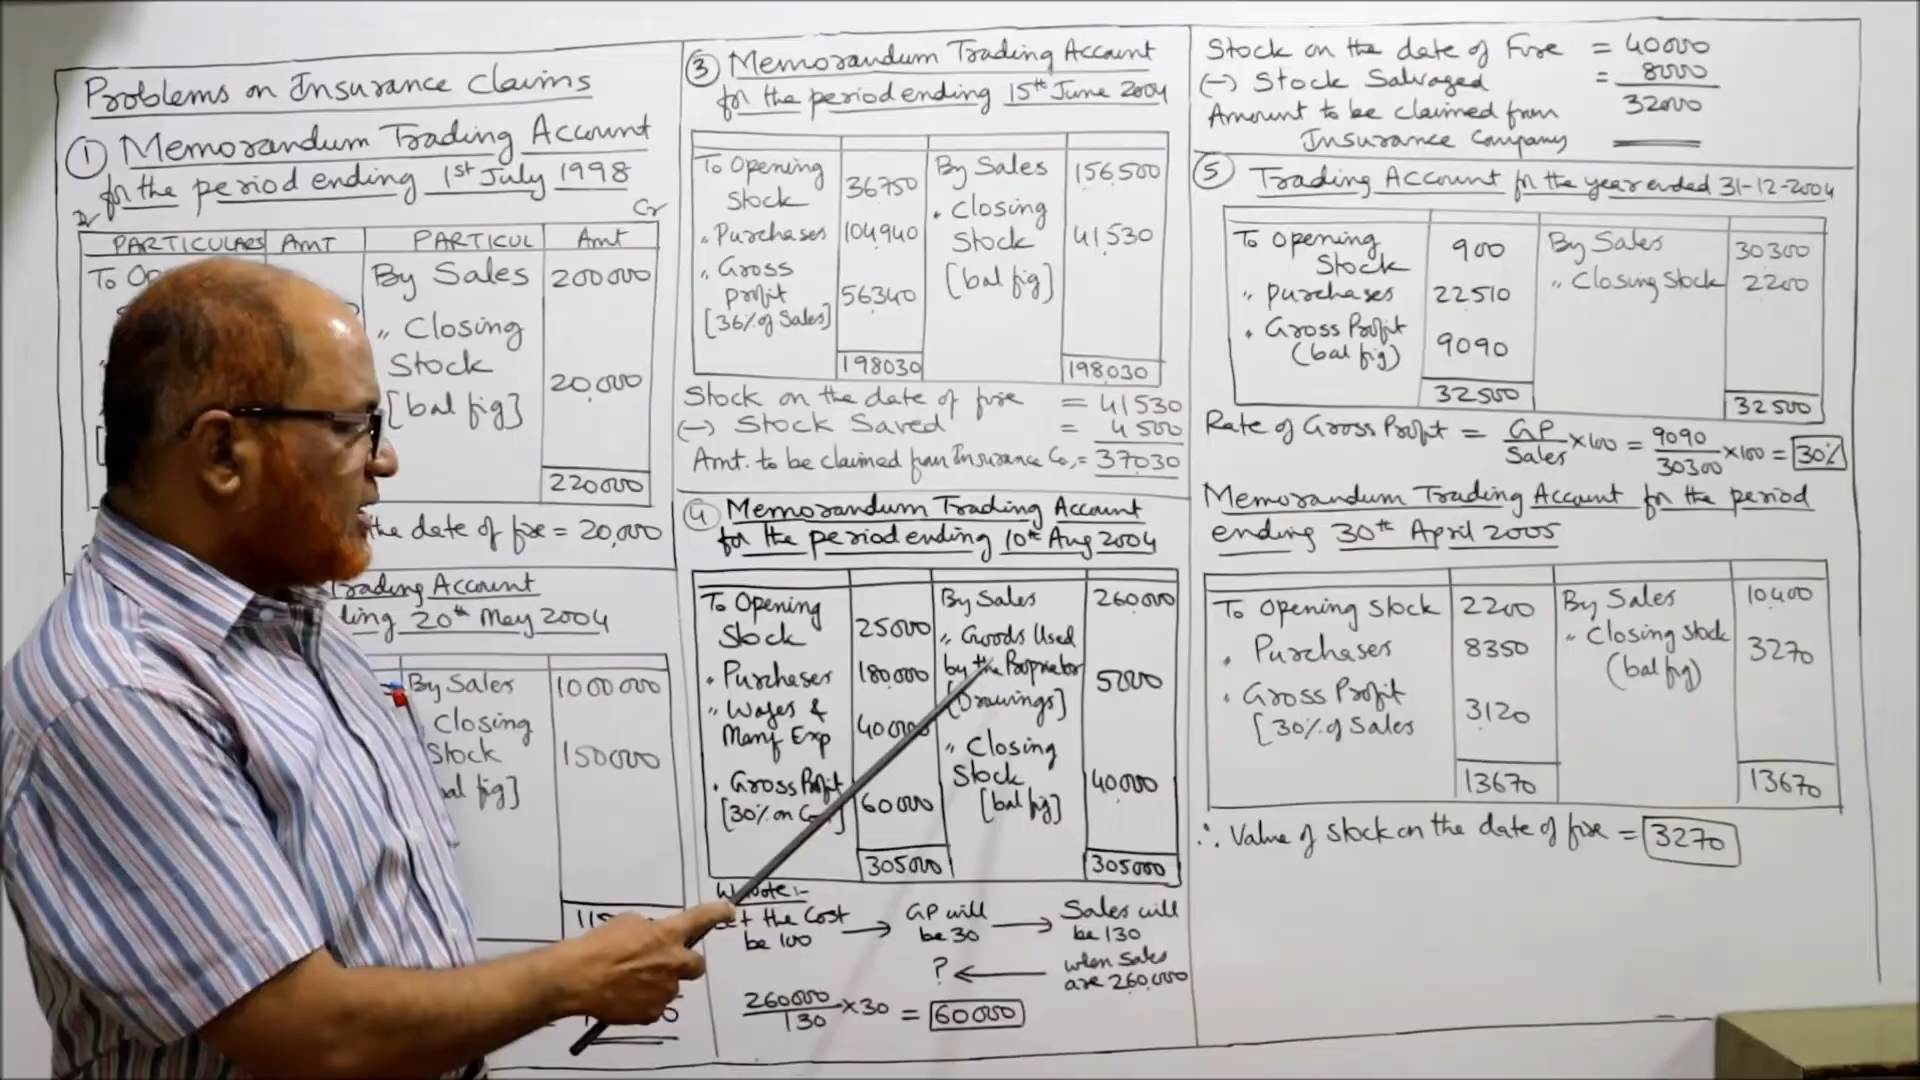 Problems on Insurance Claims
① Memorandum Trading Account
for the period ending 1st July 1998
Dr Cr
PARTICULARS AMT PARTICUL Amt
By Sales 200000
„ Closing
Stock
[bal fig] 20,000
220000
the date of fire = 20,000
Trading Account
20th May 2004
By Sales 1000000
Closing
Stock 150000
fig]
③ Memorandum Trading Account
for the period ending 15th June 2004
To Opening
Stock 36750
„ Purchases 104940
„ Gross
profit
[36% of Sales] 56340
198030
By Sales 156500
„ Closing
Stock 41530
[bal fig]
198030
Stock on the date of fire = 41530
(-) Stock Saved = 4500
Amt. to be claimed from Insurance Co, = 37030
④ Memorandum Trading Account
for the period ending 10th Aug 2004
To Opening
Stock 25000
„ Purchases 180000
„ Wages &
Manf Exp 40000
„ Gross Profit
[30% on 60000
305000
By Sales 260000
„ Goods Used
by the Proprietor 5000
[Drawings]
„ Closing
Stock 40000
[bal fig]
305000
the Cost
be 100 → GP will
be 30 → Sales will
be 130
? ← when Sales
are 260,000
260000/130 × 30 = 60000
Stock on the date of Fire = 40000
(-) Stock Salvaged = 8000
Amount to be claimed from 32000
Insurance Company
⑤ Trading Account for the year ended 31-12-2004
To Opening
Stock 900
„ purchases 22510
„ Gross Profit
(bal fig) 9090
32500
By Sales 30300
„ Closing Stock 2200
32500
Rate of Gross Profit = GP/Sales × 100 = 9090/30300 × 100 = 30%
Memorandum Trading Account for the period
ending 30th April 2005
To Opening Stock 2200
„ Purchases 8350
„ Gross Profit
[30% of Sales 3120
13670
By Sales 10400
„ Closing Stock 3270
(bal fig)
13670
∴ Value of Stock on the date of fire = 3270